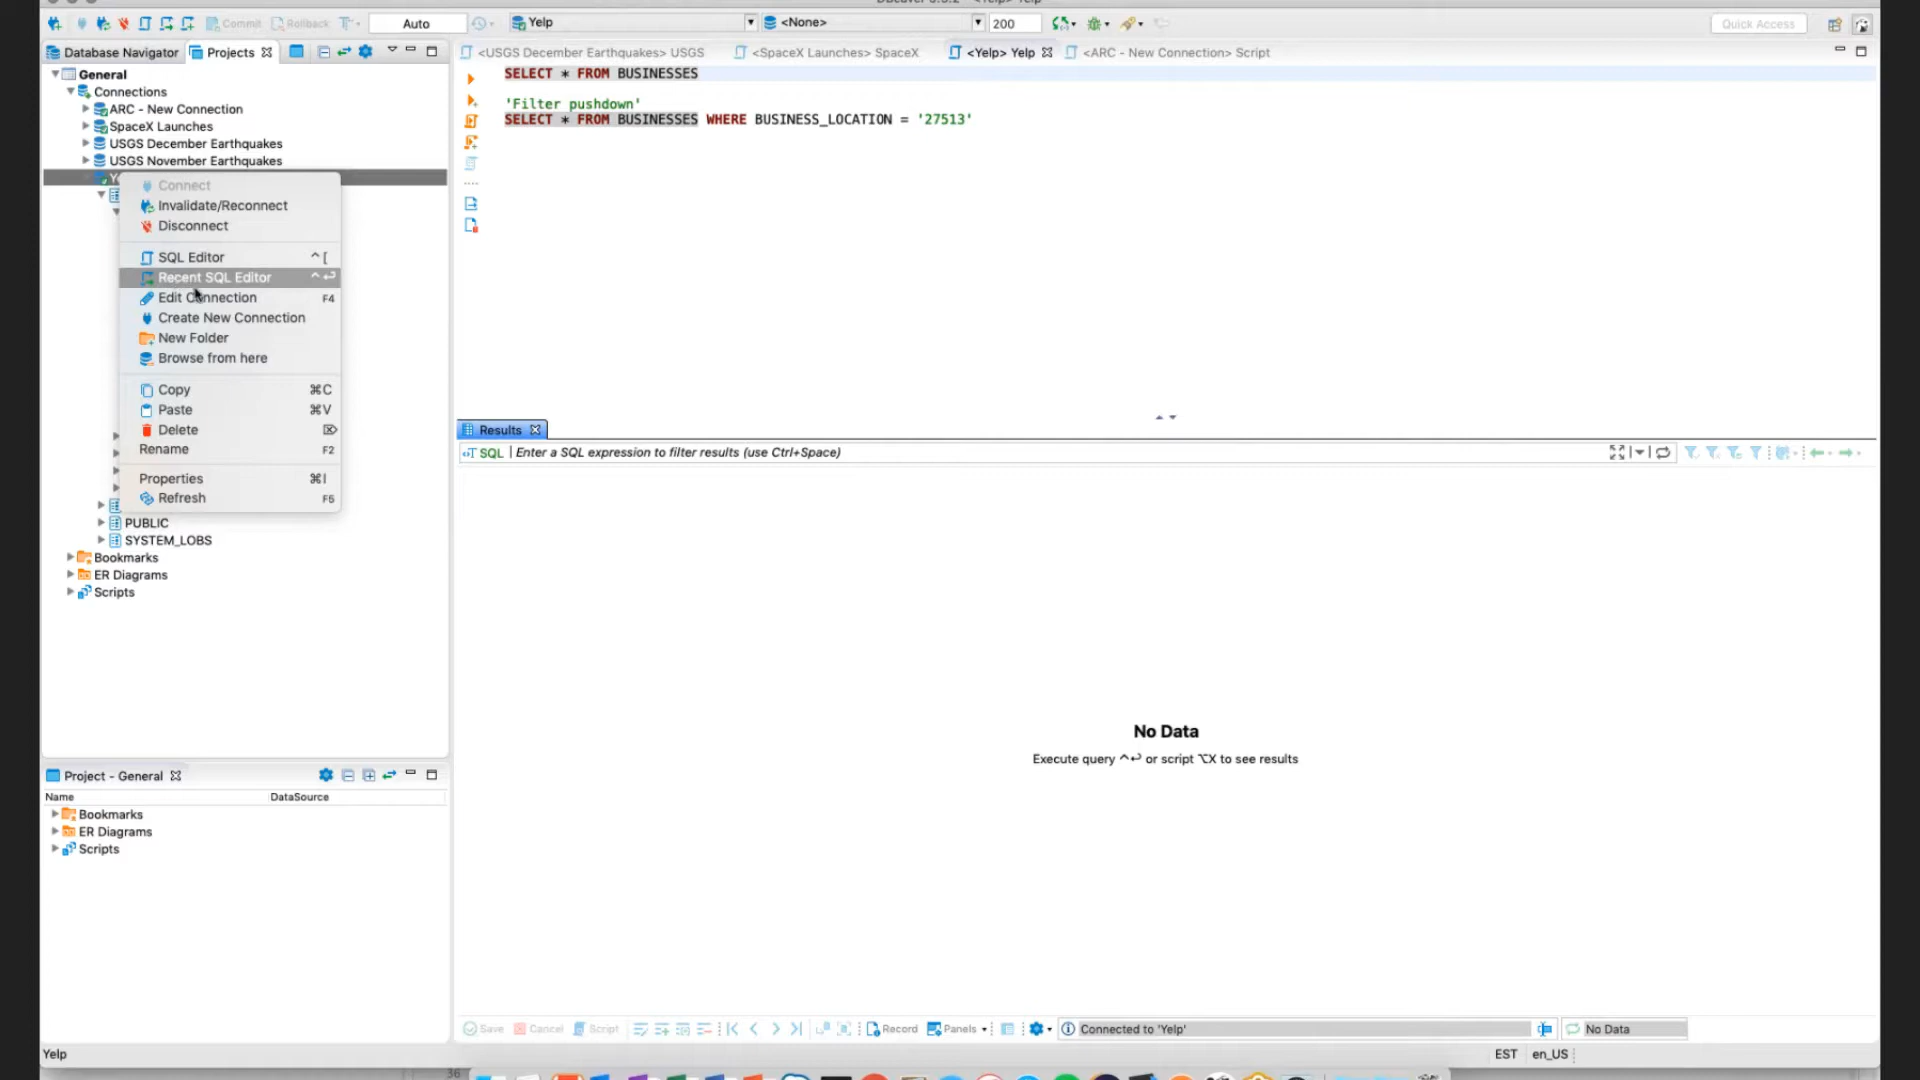 Commit
Rollback
Auto
Yelp
<None>
200
Quick Access
Database Navigator
Projects
<USGS December Earthquakes> USGS
<SpaceX Launches> SpaceX
<Yelp> Yelp
<ARC - New Connection> Script
General
Connections
ARC - New Connection
SpaceX Launches
USGS December Earthquakes
USGS November Earthquakes
Connect
Invalidate/Reconnect
Disconnect
SQL Editor ^[
Recent SQL Editor ^↩
Edit Connection F4
Create New Connection
New Folder
Browse from here
Copy ⌘C
Paste ⌘V
Delete ⌦
Rename F2
Properties ⌘I
Refresh F5
PUBLIC
SYSTEM_LOBS
Bookmarks
ER Diagrams
Scripts
SELECT * FROM BUSINESSES
'Filter pushdown'
SELECT * FROM BUSINESSES WHERE BUSINESS_LOCATION = '27513'
Results
SQL
Enter a SQL expression to filter results (use Ctrl+Space)
No Data
Execute query ^↩ or script ⌥X to see results
Project - General
Name DataSource
Bookmarks
ER Diagrams
Scripts
Save
Cancel
Script
Record
Panels
Connected to 'Yelp'
No Data
Yelp
EST
en_US
36